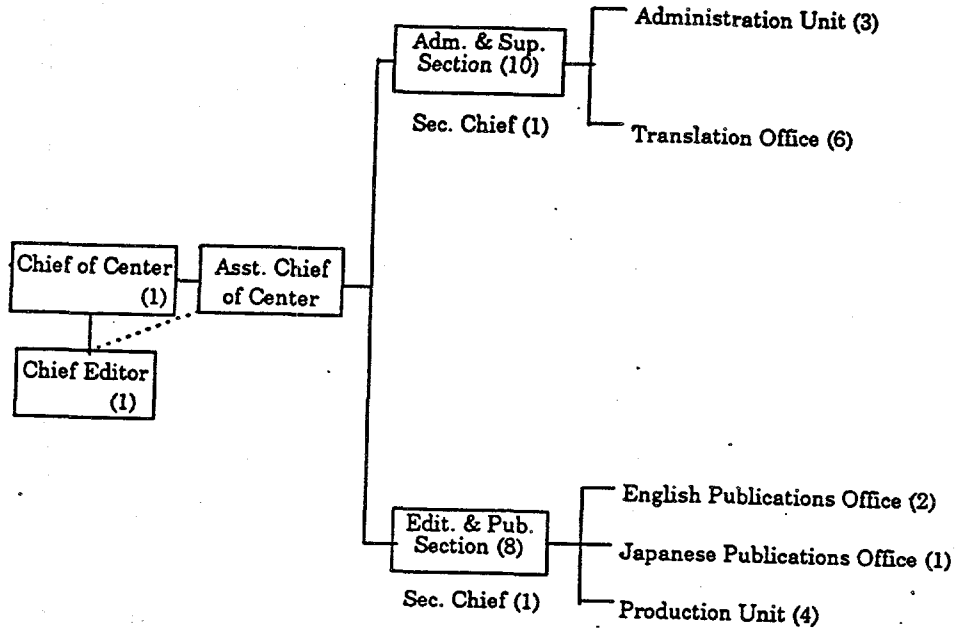 Administration Unit (3)
Adm. & Sup.
Section (10)
Sec. Chief (1)
Translation Office (6)
Chief of Center
(1)
Asst. Chief
of Center
Chief Editor
(1)
Edit. & Pub.
Section (8)
Sec. Chief (1)
English Publications Office (2)
Japanese Publications Office (1)
Production Unit (4)